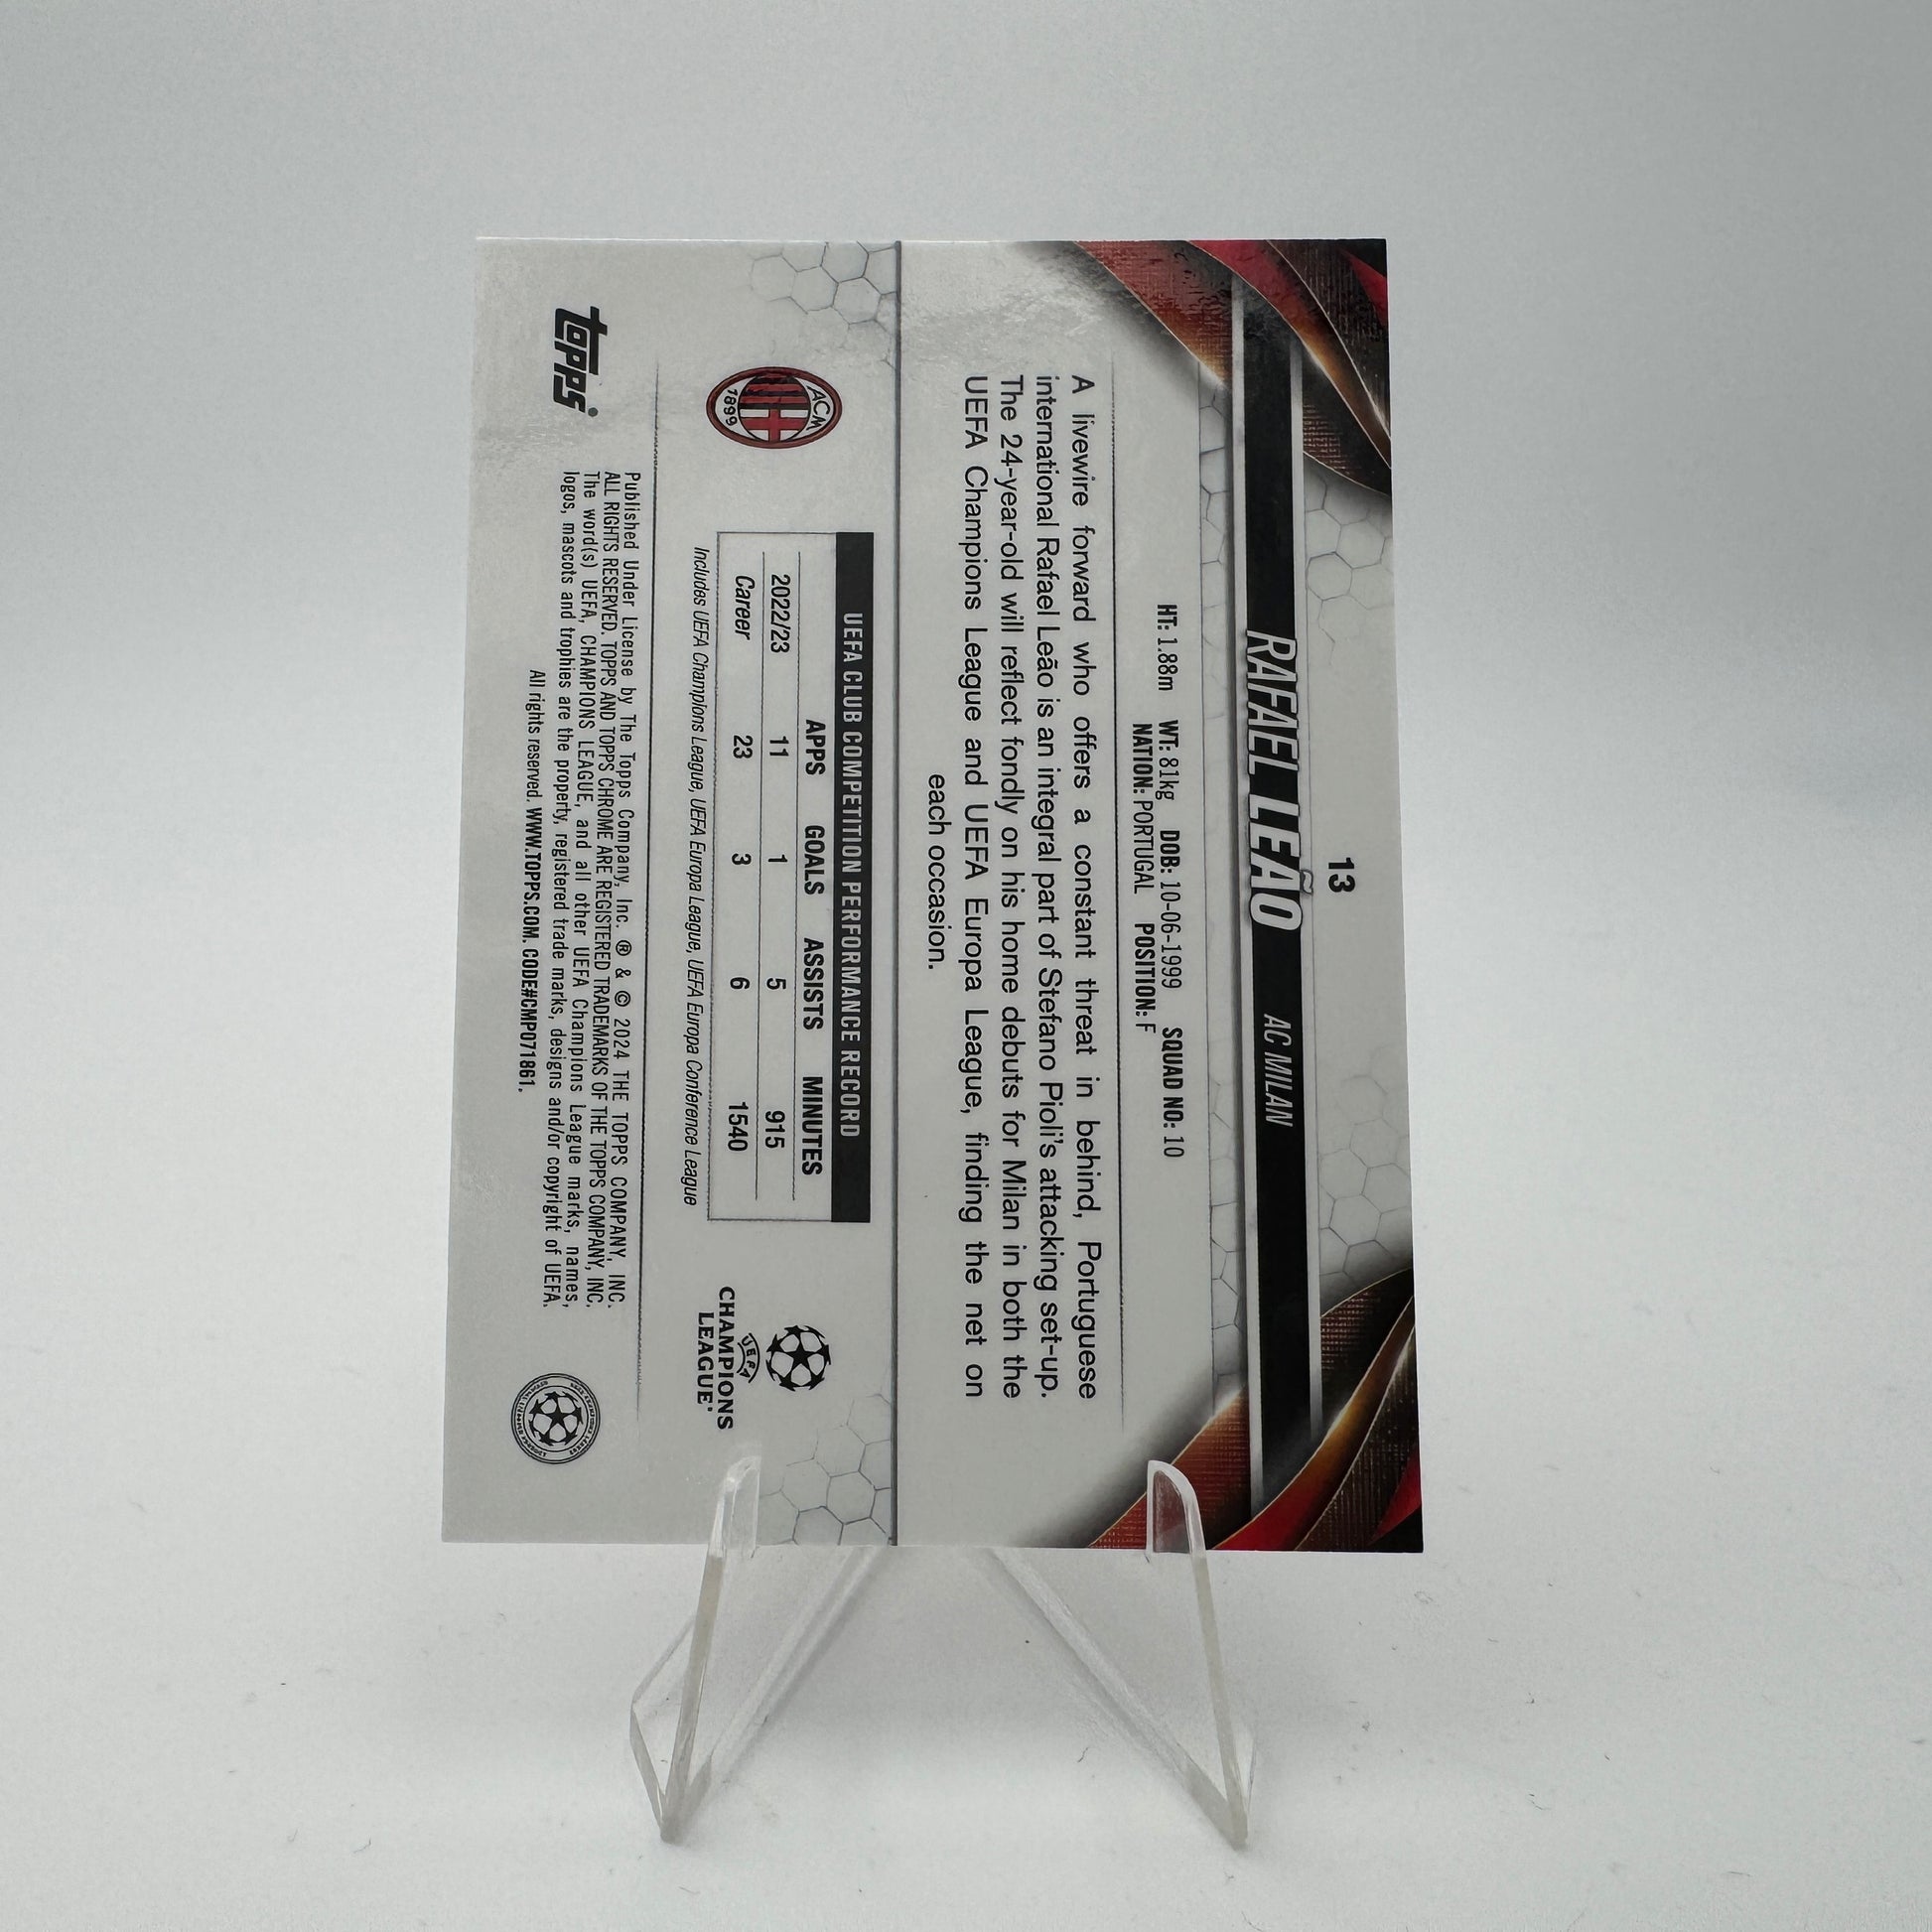 13
RAFAEL LEÃO AC MILAN
HT: 1.88m WT: 81kg DOB: 10-06-1999 SQUAD NO: 10
NATION: PORTUGAL POSITION: F
A livewire forward who offers a constant threat in behind, Portuguese
international Rafael Leão is an integral part of Stefano Pioli's attacking set-up.
The 24-year-old will reflect fondly on his home debuts for Milan in both the
UEFA Champions League and UEFA Europa League, finding the net on
each occasion.
ACM
1899
UEFA CLUB COMPETITION PERFORMANCE RECORD
APPS GOALS ASSISTS MINUTES
2022/23 11 1 5 915
Career 23 3 6 1540
Includes UEFA Champions League, UEFA Europa League, UEFA Europa Conference League
UEFA
CHAMPIONS
LEAGUE
topps
Published Under License by The Topps Company, Inc. ® & © 2024 THE TOPPS COMPANY, INC.
ALL RIGHTS RESERVED. TOPPS AND TOPPS CHROME ARE REGISTERED TRADEMARKS OF THE TOPPS COMPANY, INC.
The word(s) UEFA, CHAMPIONS LEAGUE, and all other UEFA Champions League marks, names,
logos, mascots and trophies are the property, registered trade marks, designs and/or copyright of UEFA.
All rights reserved. WWW.TOPPS.COM. CODE#CMP071861.